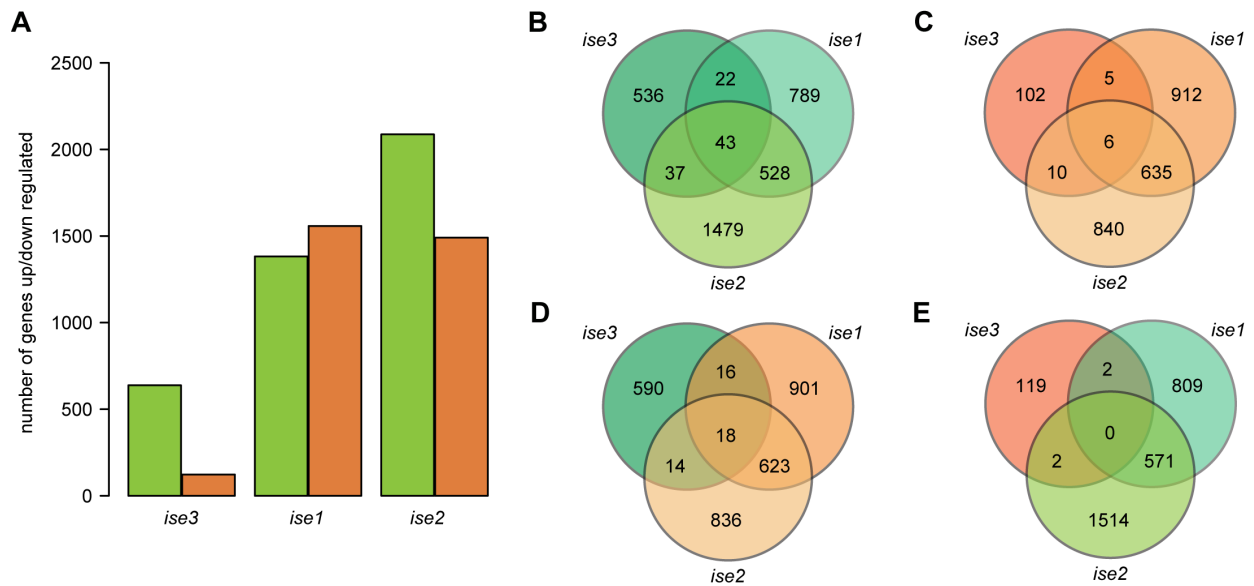 A
number of genes up/down regulated
2500
2000
1500
1000
500
0
ise3
ise1
ise2
B
ise3
ise1
536
22
789
43
37
528
1479
ise2
C
ise3
ise1
102
5
912
6
10
635
840
ise2
D
ise3
ise1
590
16
901
18
14
623
836
ise2
E
ise3
ise1
119
2
809
0
2
571
1514
ise2